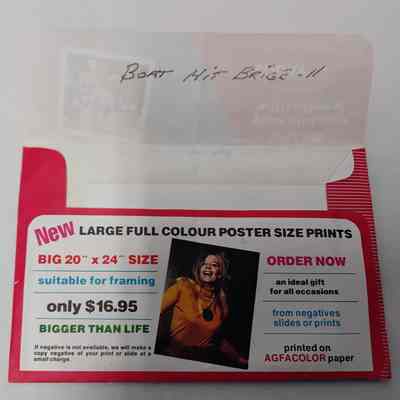 BOAT HIT BRIGE - 11
New LARGE FULL COLOUR POSTER SIZE PRINTS
BIG 20" x 24" SIZE
suitable for framing
only $16.95
BIGGER THAN LIFE
If negative is not available, we will make a
copy negative of your print or slide at a
small charge.
ORDER NOW
an ideal gift
for all occasions
from negatives
slides or prints
printed on
AGFACOLOR paper